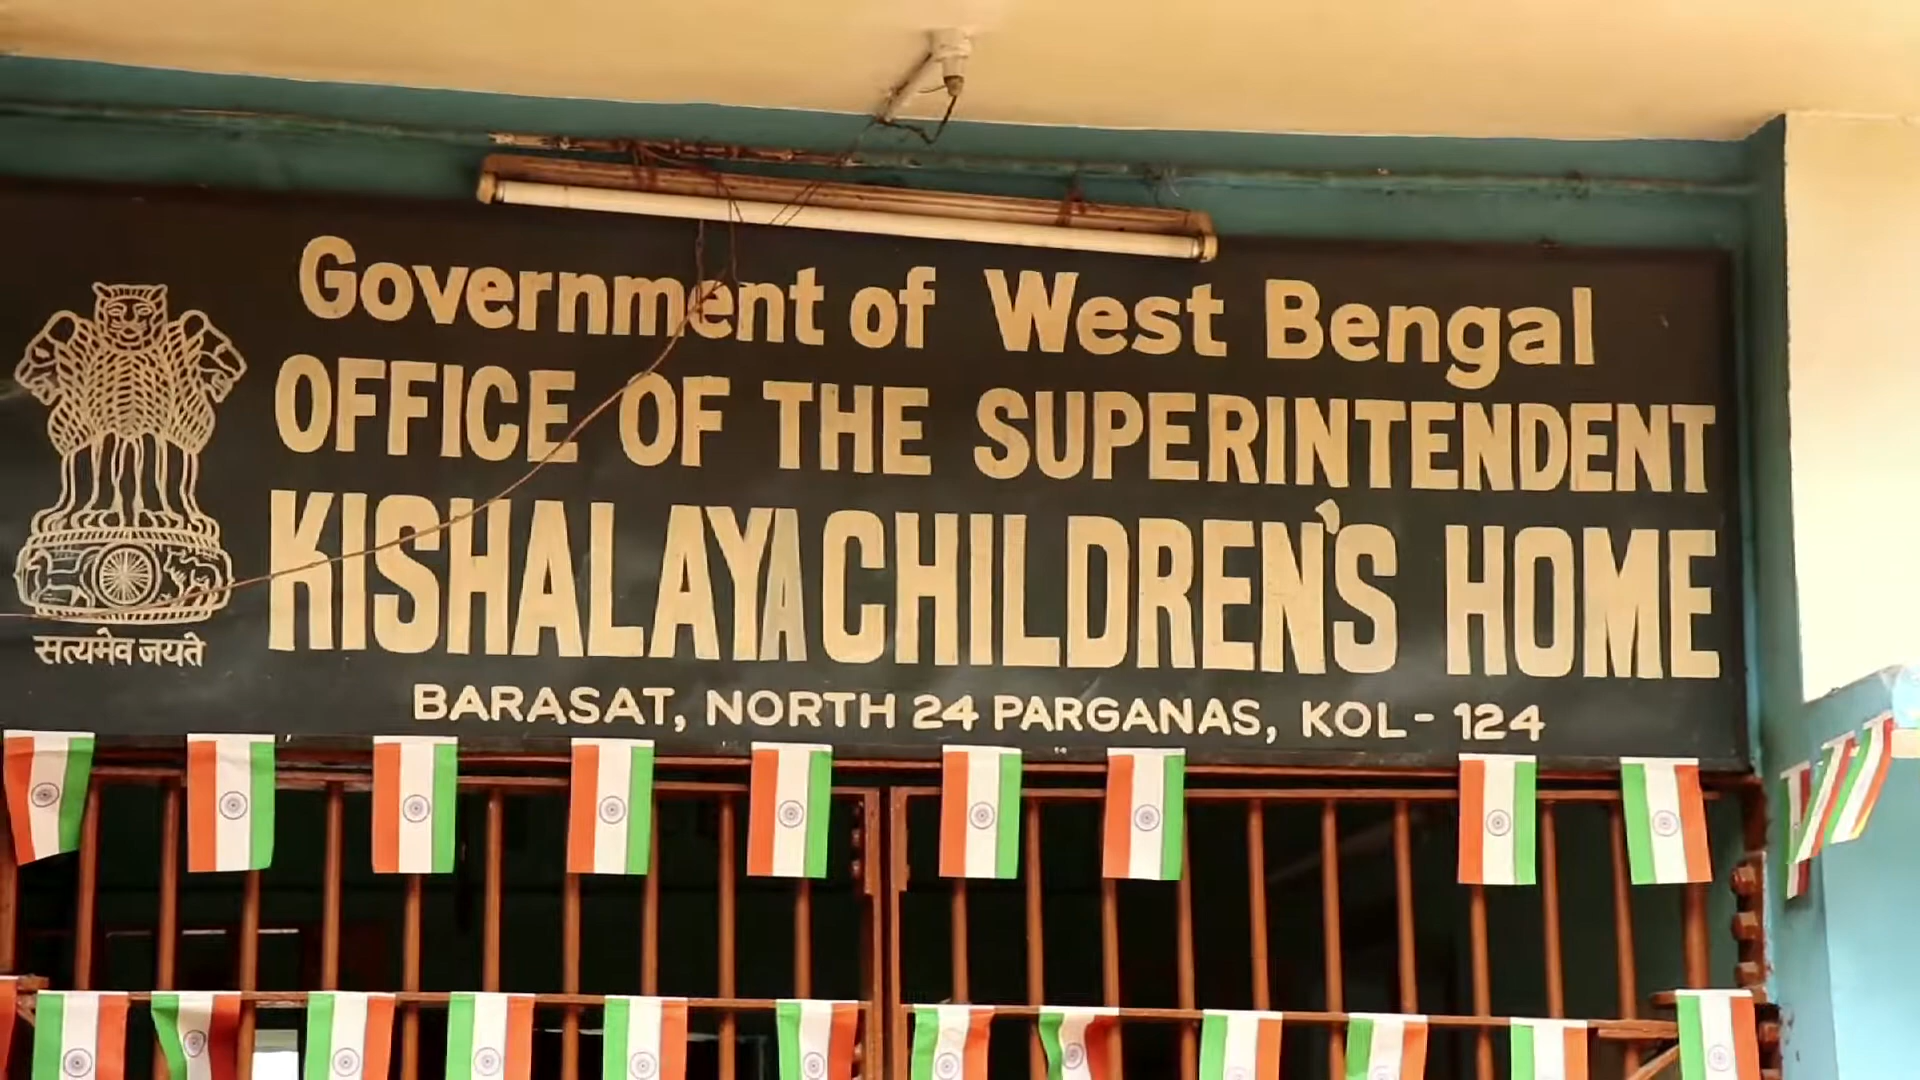 Government of West Bengal
OFFICE OF THE SUPERINTENDENT
KISHALAYA CHILDREN'S HOME
सत्यमेव जयते
BARASAT, NORTH 24 PARGANAS, KOL - 124